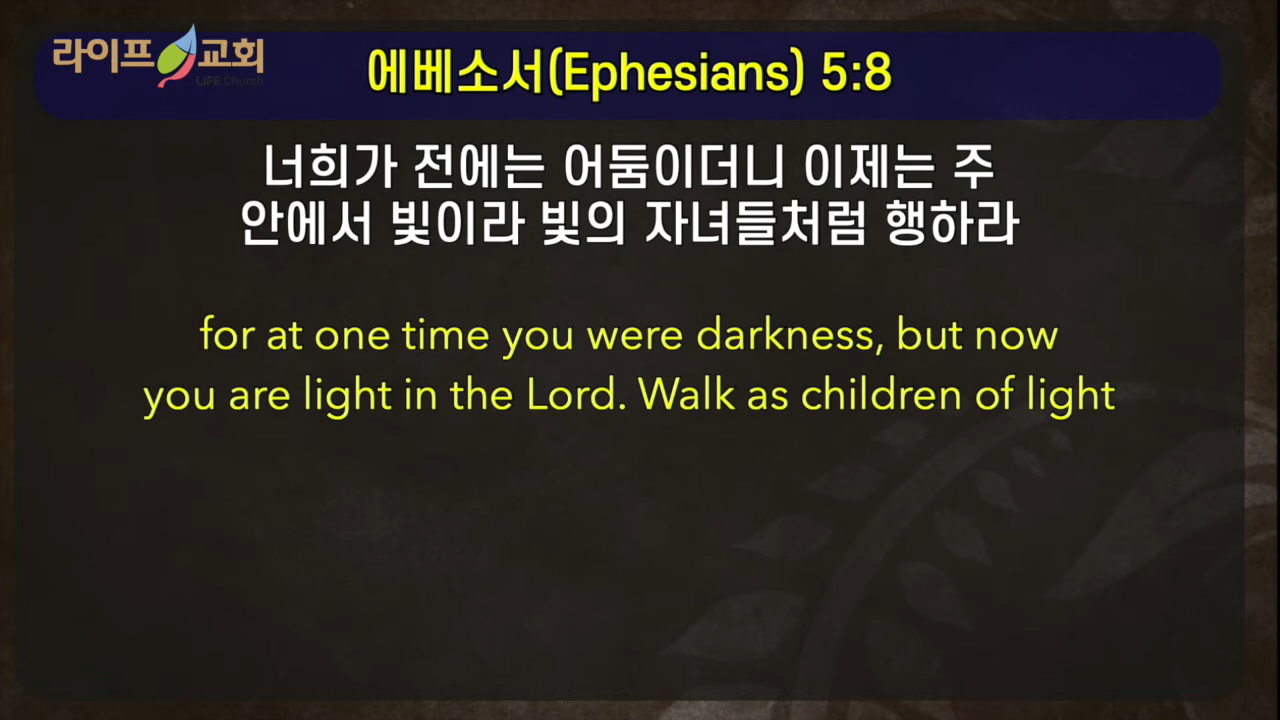 라이프교회
LIFE Church
에베소서(Ephesians) 5:8
너희가 전에는 어둠이더니 이제는 주
안에서 빛이라 빛의 자녀들처럼 행하라
for at one time you were darkness, but now
you are light in the Lord. Walk as children of light